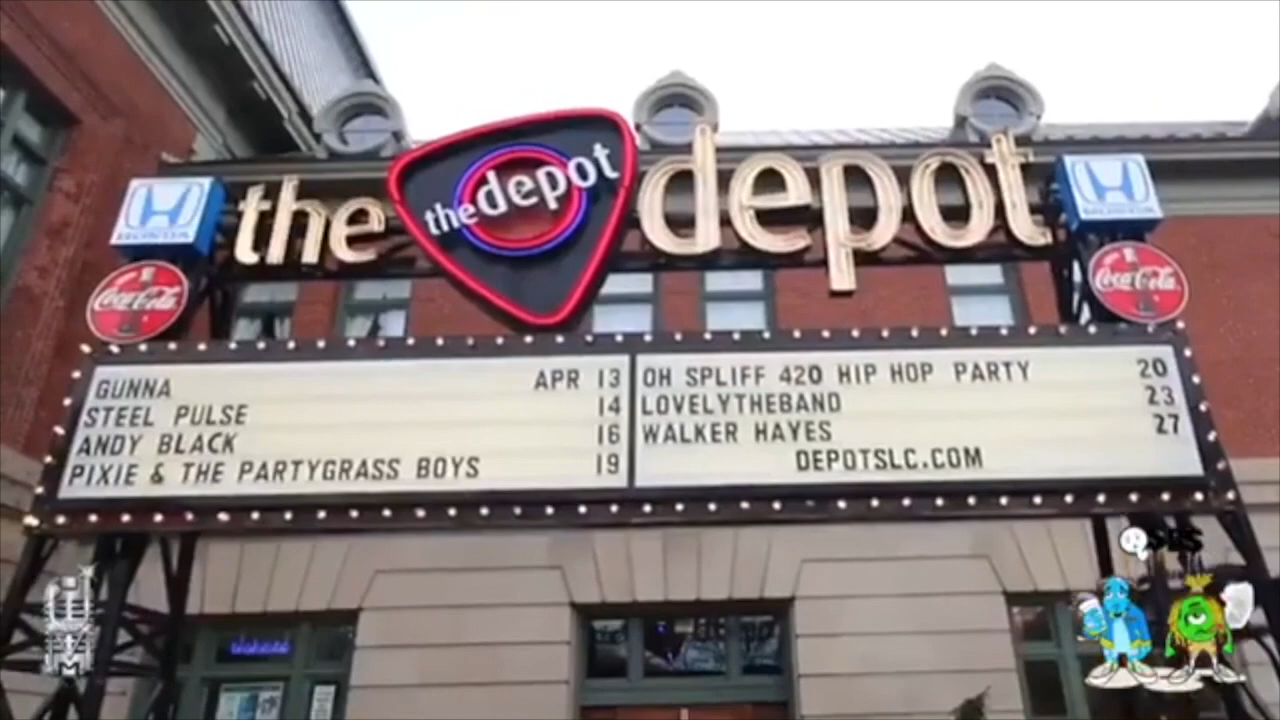 the depot
the depot
HONDA
HONDA
Coca-Cola
Coca-Cola
GUNNA APR 13
STEEL PULSE 14
ANDY BLACK 16
PIXIE & THE PARTYGRASS BOYS 19
OH SPLIFF 420 HIP HOP PARTY 20
LOVELYTHEBAND 23
WALKER HAYES 27
DEPOTSLC.COM